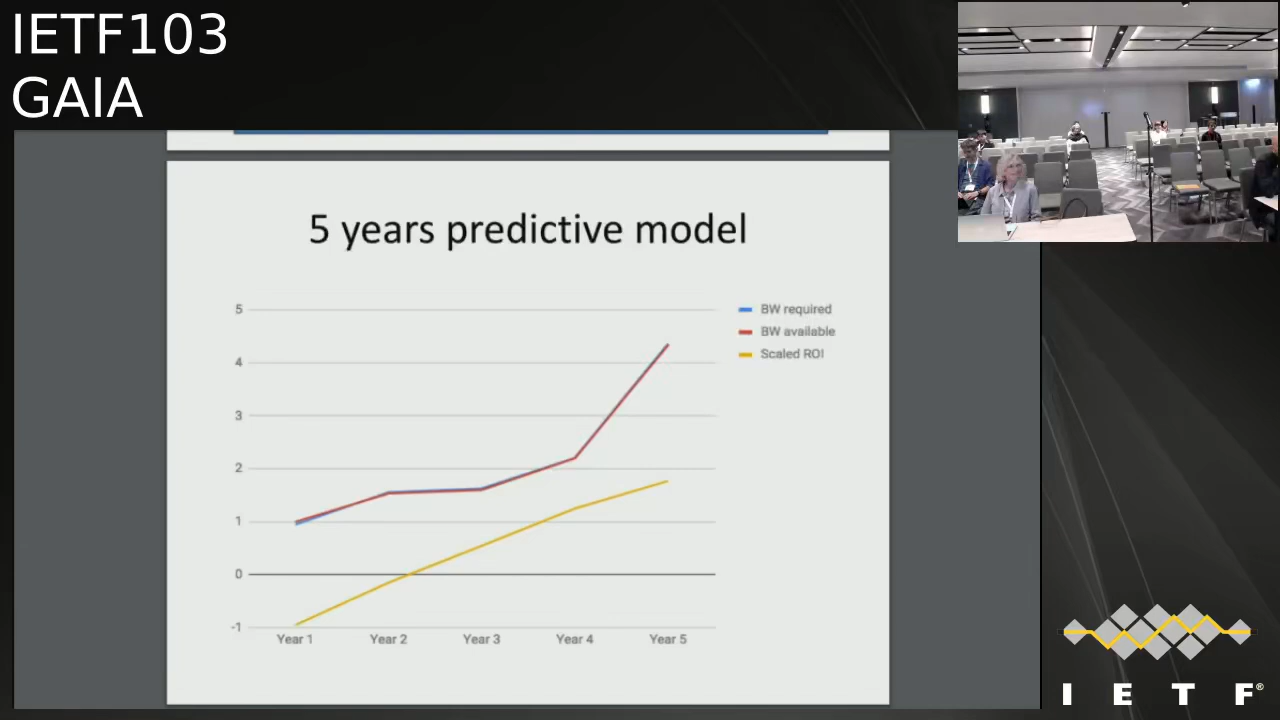 IETF103
GAIA
5 years predictive model
5
4
3
2
1
0
-1
Year 1 Year 2 Year 3 Year 4 Year 5
BW required
BW available
Scaled ROI
I E T F®